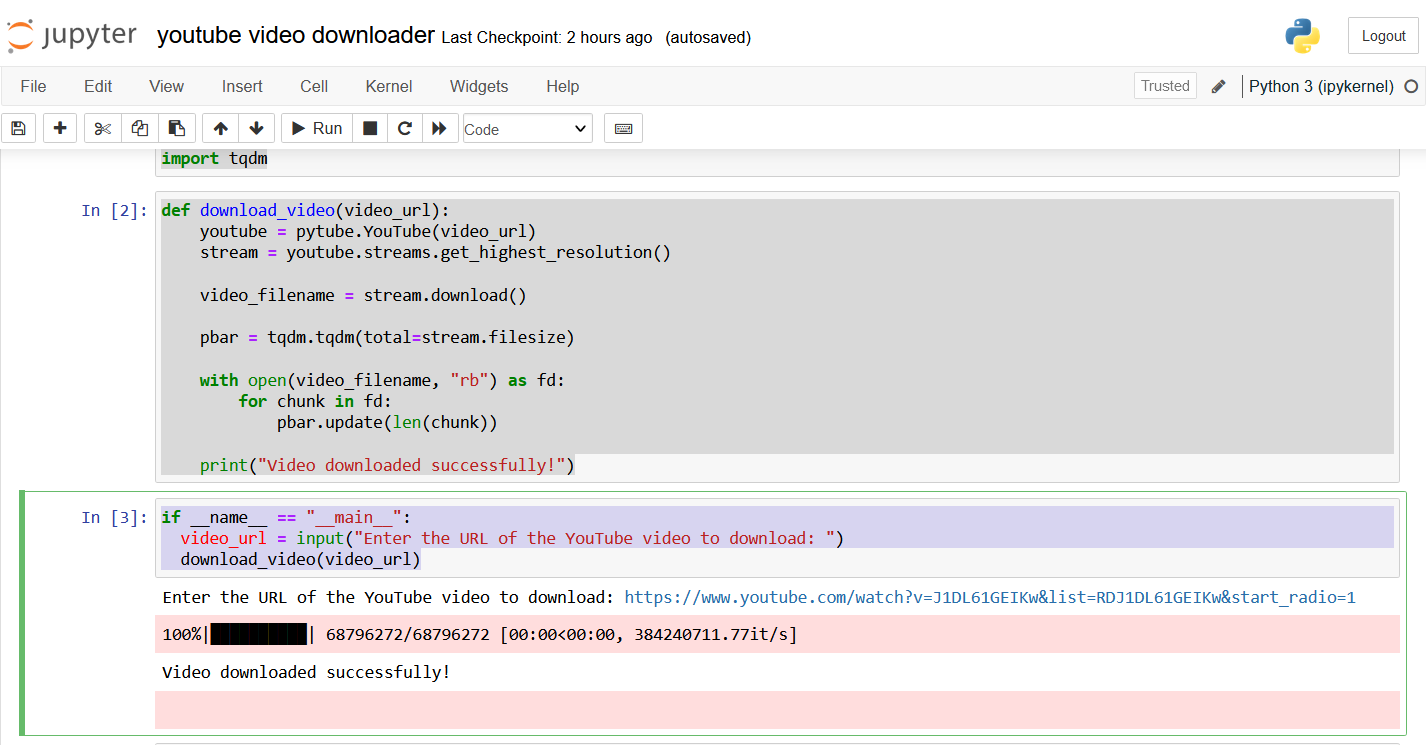 jupyter youtube video downloader Last Checkpoint: 2 hours ago (autosaved) Logout
File Edit View Insert Cell Kernel Widgets Help Trusted Python 3 (ipykernel)
Run Code
import tqdm
In [2]: def download_video(video_url):
    youtube = pytube.YouTube(video_url)
    stream = youtube.streams.get_highest_resolution()
    video_filename = stream.download()
    pbar = tqdm.tqdm(total=stream.filesize)
    with open(video_filename, "rb") as fd:
        for chunk in fd:
            pbar.update(len(chunk))
    print("Video downloaded successfully!")
In [3]: if __name__ == "__main__":
  video_url = input("Enter the URL of the YouTube video to download: ")
  download_video(video_url)
Enter the URL of the YouTube video to download: https://www.youtube.com/watch?v=J1DL61GEIKw&list=RDJ1DL61GEIKw&start_radio=1
100%|██████████| 68796272/68796272 [00:00<00:00, 384240711.77it/s]
Video downloaded successfully!